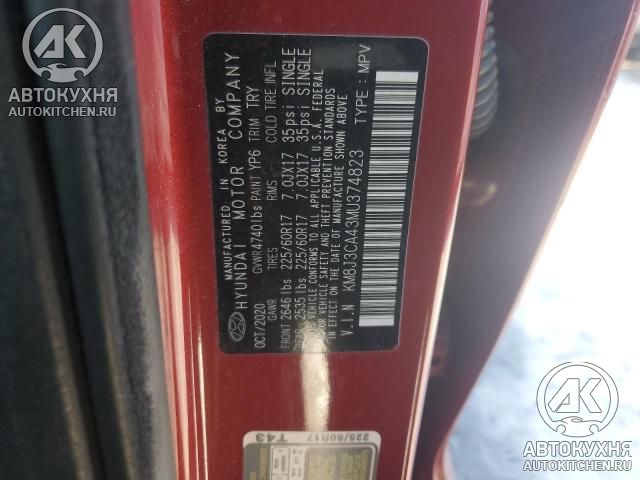 АК
АВТОКУХНЯ
AUTOKITCHEN.RU
MANUFACTURED IN KOREA BY
HYUNDAI MOTOR COMPANY
OCT/2020 GVWR 4740lbs PAINT YP6 TRIM TRY
GAWR TIRES RIMS COLD TIRE INFL
FRONT 2646 lbs 225/60R17 7.0JX17 35psi SINGLE
REAR 2535 lbs 225/60R17 7.0JX17 35psi SINGLE
THIS VEHICLE CONFORMS TO ALL APPLICABLE U.S.A. FEDERAL
MOTOR VEHICLE SAFETY AND THEFT PREVENTION STANDARDS
IN EFFECT ON THE DATE OF MANUFACTURE SHOWN ABOVE
V.I.N KM8J3CA43MU374823 TYPE : MPV
225/60R17
T43
АК
АВТОКУХНЯ
AUTOKITCHEN.RU